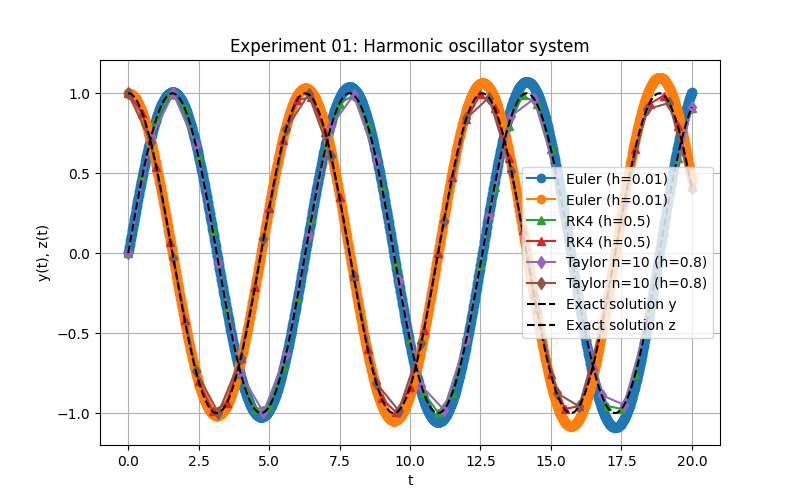 Experiment 01: Harmonic oscillator system
y(t), z(t)
1.0
0.5
0.0
−0.5
−1.0
Euler (h=0.01)
Euler (h=0.01)
RK4 (h=0.5)
RK4 (h=0.5)
Taylor n=10 (h=0.8)
Taylor n=10 (h=0.8)
Exact solution y
Exact solution z
0.0 2.5 5.0 7.5 10.0 12.5 15.0 17.5 20.0
t